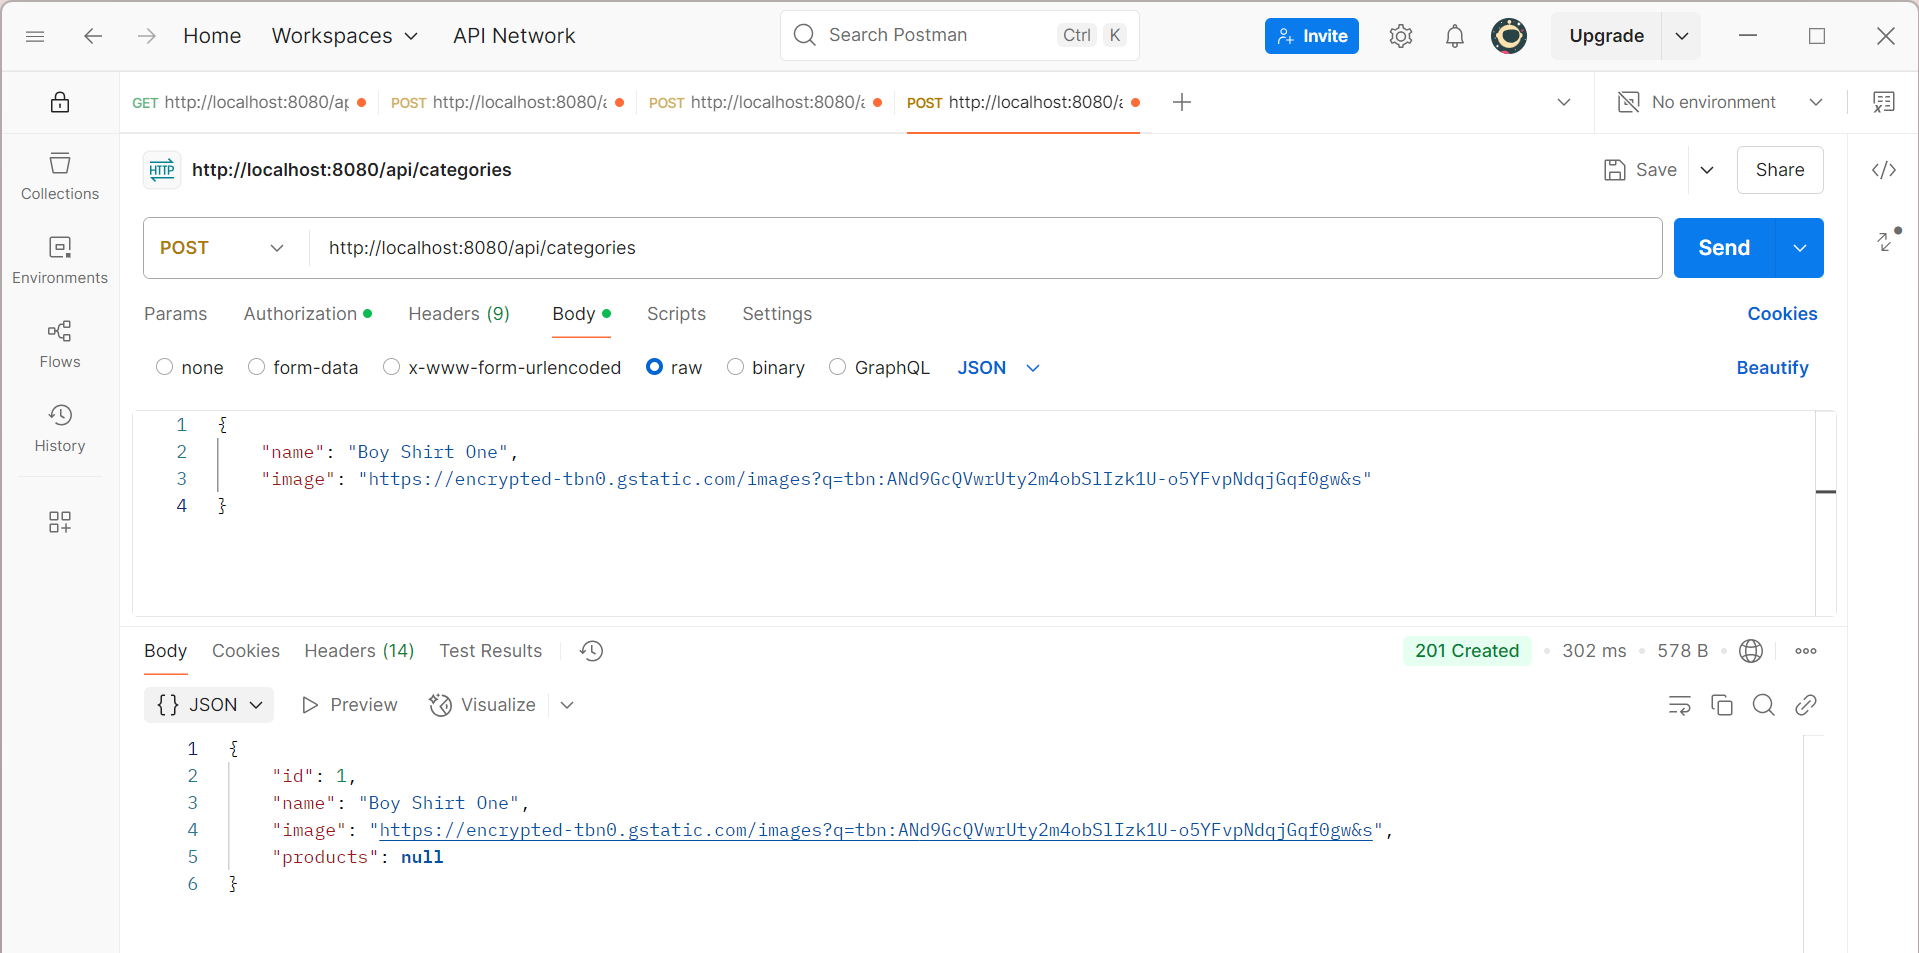 Home Workspaces API Network Search Postman Ctrl K Invite Upgrade
GET http://localhost:8080/ap POST http://localhost:8080/a POST http://localhost:8080/a POST http://localhost:8080/a No environment
HTTP http://localhost:8080/api/categories Save Share
Collections
Environments
Flows
History
POST http://localhost:8080/api/categories Send
Params Authorization Headers (9) Body Scripts Settings Cookies
none form-data x-www-form-urlencoded raw binary GraphQL JSON Beautify
1 {
2 "name": "Boy Shirt One",
3 "image": "https://encrypted-tbn0.gstatic.com/images?q=tbn:ANd9GcQVwrUty2m4obSlIzk1U-o5YFvpNdqjGqf0gw&s"
4 }
Body Cookies Headers (14) Test Results 201 Created 302 ms 578 B
{} JSON Preview Visualize
1 {
2 "id": 1,
3 "name": "Boy Shirt One",
4 "image": "https://encrypted-tbn0.gstatic.com/images?q=tbn:ANd9GcQVwrUty2m4obSlIzk1U-o5YFvpNdqjGqf0gw&s",
5 "products": null
6 }